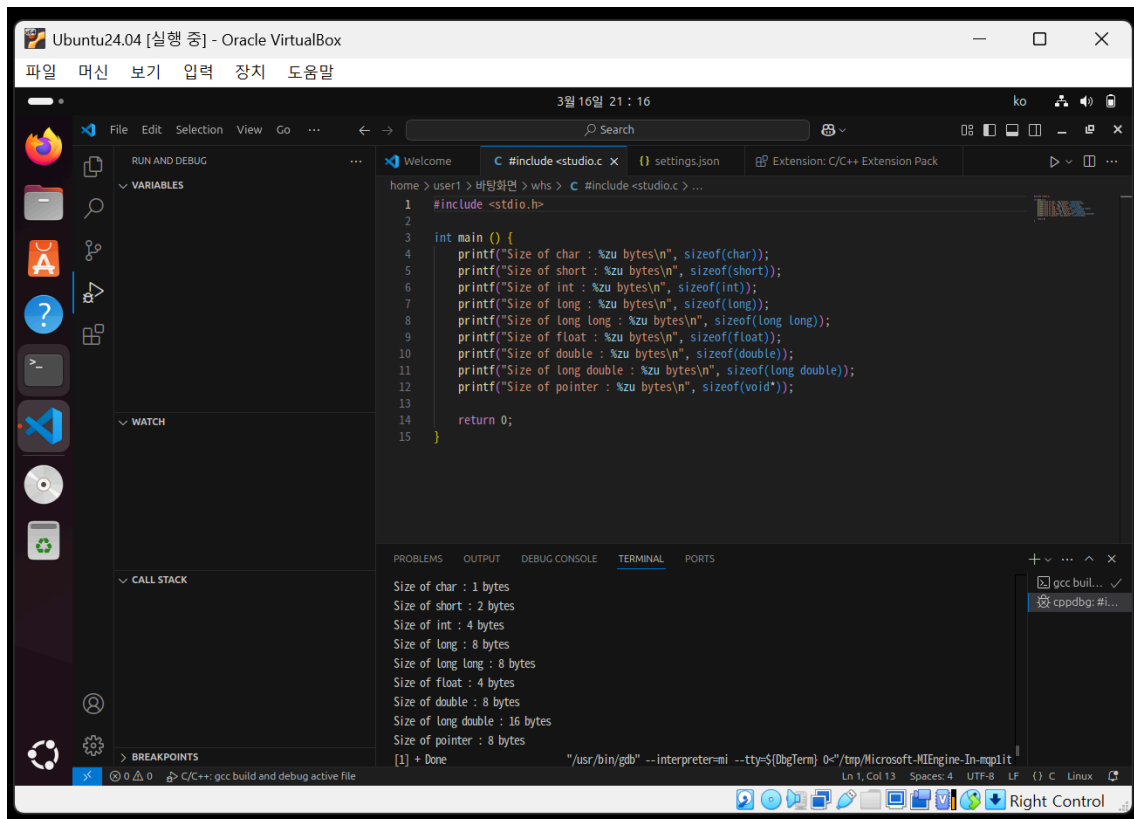 Ubuntu24.04 [실행 중] - Oracle VirtualBox
파일 머신 보기 입력 장치 도움말
3월 16일 21 : 16
ko
File Edit Selection View Go ···
Search
RUN AND DEBUG ···
Welcome
C #include <studio.c
{} settings.json
Extension: C/C++ Extension Pack
VARIABLES
home > user1 > 바탕화면 > whs > C #include <studio.c > ...
1 #include <stdio.h>
2
3 int main () {
4 printf("Size of char : %zu bytes\n", sizeof(char));
5 printf("Size of short : %zu bytes\n", sizeof(short));
6 printf("Size of int : %zu bytes\n", sizeof(int));
7 printf("Size of long : %zu bytes\n", sizeof(long));
8 printf("Size of long long : %zu bytes\n", sizeof(long long));
9 printf("Size of float : %zu bytes\n", sizeof(float));
10 printf("Size of double : %zu bytes\n", sizeof(double));
11 printf("Size of long double : %zu bytes\n", sizeof(long double));
12 printf("Size of pointer : %zu bytes\n", sizeof(void*));
13
14 return 0;
15 }
WATCH
CALL STACK
BREAKPOINTS
PROBLEMS OUTPUT DEBUG CONSOLE TERMINAL PORTS
Size of char : 1 bytes
Size of short : 2 bytes
Size of int : 4 bytes
Size of long : 8 bytes
Size of long long : 8 bytes
Size of float : 4 bytes
Size of double : 8 bytes
Size of long double : 16 bytes
Size of pointer : 8 bytes
[1] + Done "/usr/bin/gdb" --interpreter=mi --tty=${DbgTerm} 0<"/tmp/Microsoft-MIEngine-In-mqp1it
gcc buil...
cppdbg: #i...
0 0 C/C++: gcc build and debug active file
Ln 1, Col 13 Spaces: 4 UTF-8 LF {} C Linux
Right Control